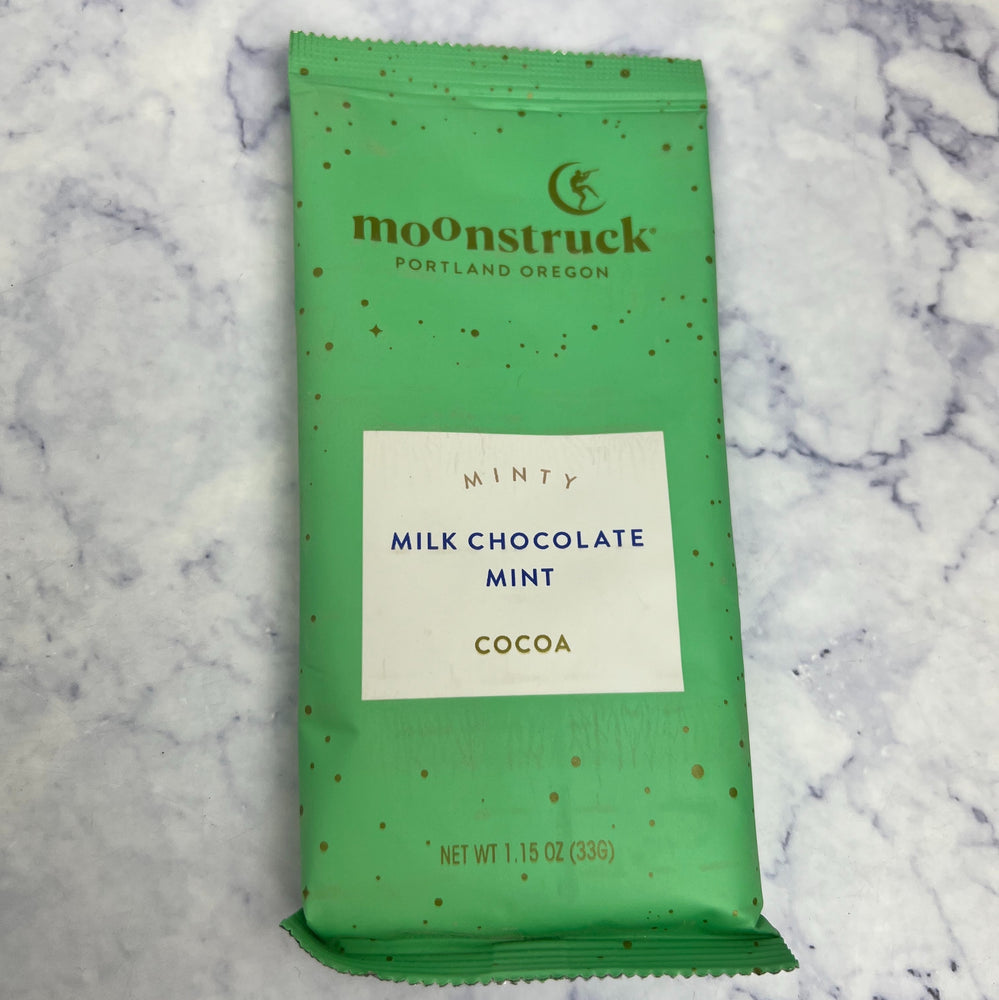 moonstruck®
PORTLAND OREGON
MINTY
MILK CHOCOLATE
MINT
COCOA
NET WT 1.15 OZ (33G)